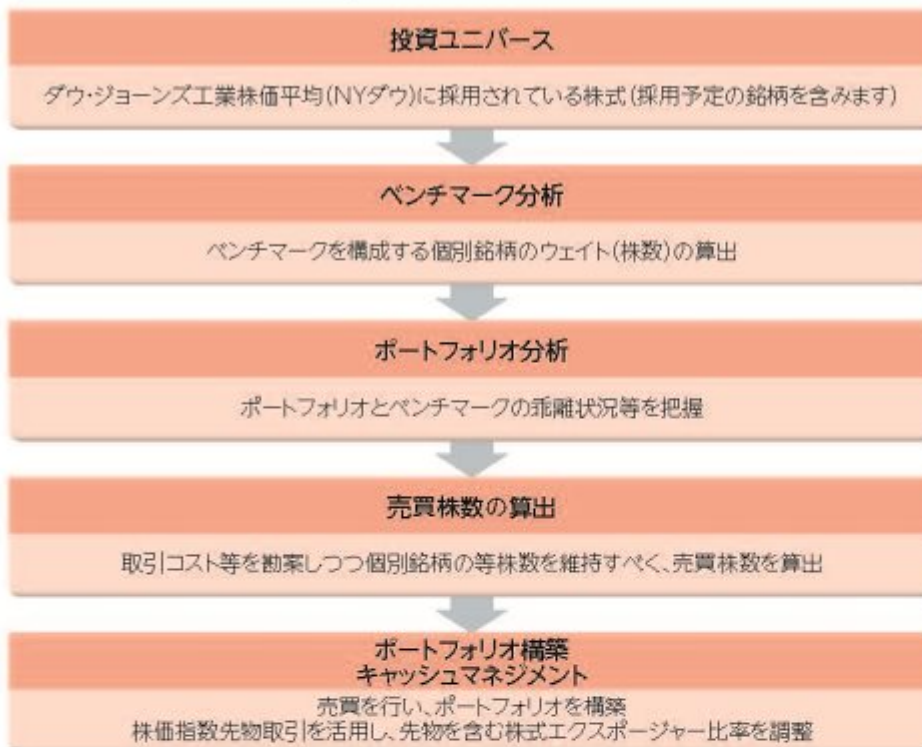 投資ユニバース
ダウ・ジョーンズ工業株価平均(NYダウ)に採用されている株式(採用予定の銘柄を含みます)
ベンチマーク分析
ベンチマークを構成する個別銘柄のウェイト(株数)の算出
ポートフォリオ分析
ポートフォリオとベンチマークの乖離状況等を把握
売買株数の算出
取引コスト等を勘案しつつ個別銘柄の等株数を維持すべく、売買株数を算出
ポートフォリオ構築
キャッシュマネジメント
売買を行い、ポートフォリオを構築
株価指数先物取引を活用し、先物を含む株式エクスポージャー比率を調整